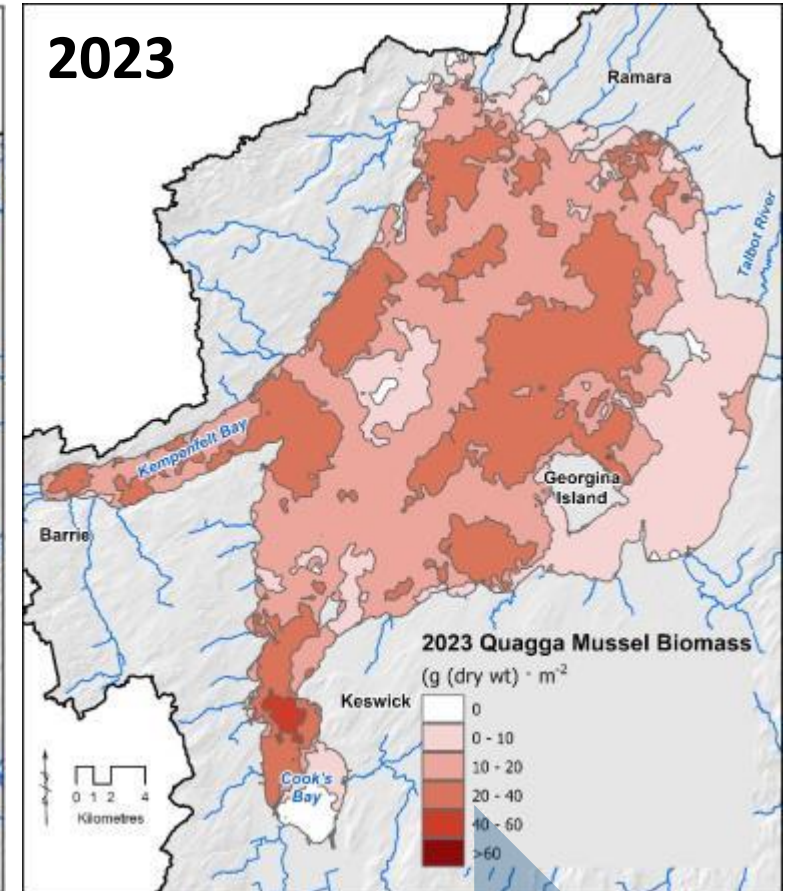 2023
Ramara
Talbot River
Kempenfelt Bay
Georgina
Island
Barrie
2023 Quagga Mussel Biomass
(g (dry wt) · m-2
Keswick
0
0 - 10
10 - 20
20 - 40
40 - 60
>60
Cook's
Bay
0 1 2 4
Kilometres